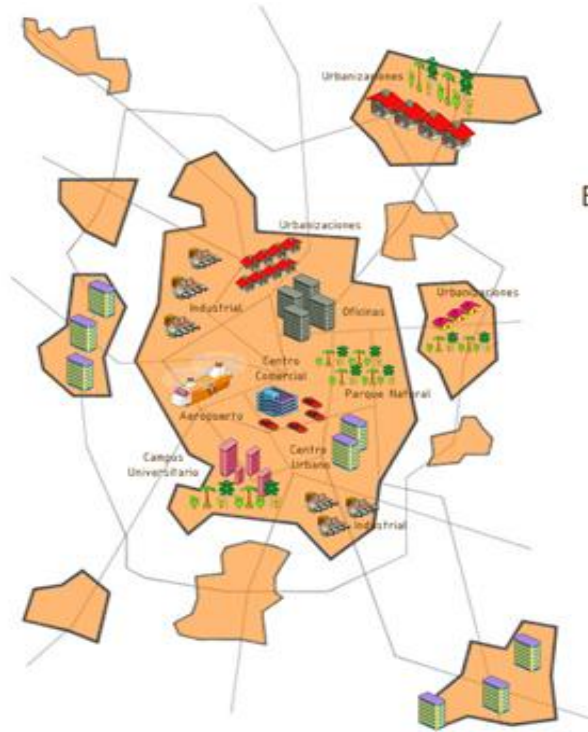 Urbanizaciones
E
Urbanizaciones
Industrial
Oficinas
Urbanizaciones
Centro
Comercial
Parque Natural
Aeropuerto
Campus
Universitario
Centro
Urbano
Industrial